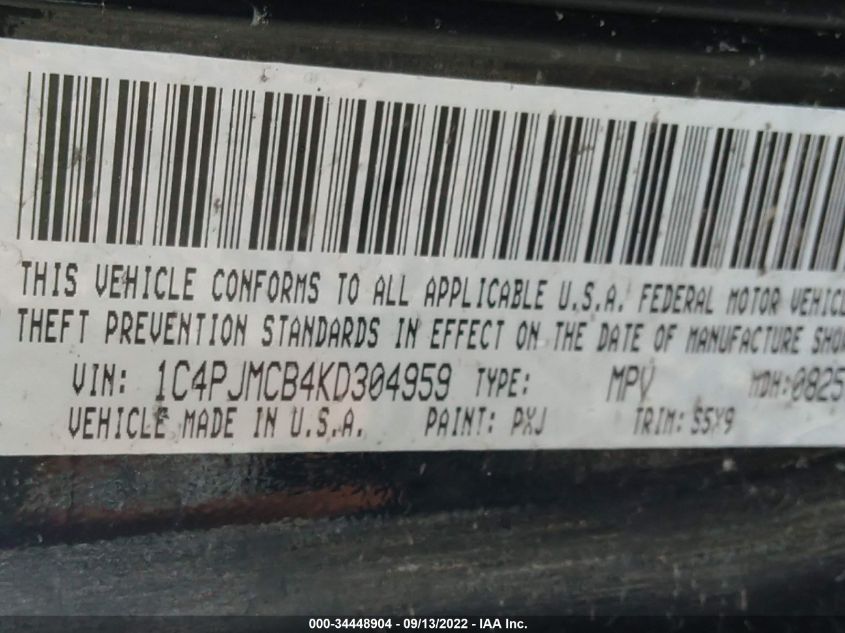 THIS VEHICLE CONFORMS TO ALL APPLICABLE U.S.A. FEDERAL MOTOR VEHICL
THEFT PREVENTION STANDARDS IN EFFECT ON THE DATE OF MANUFACTURE SHO
VIN: 1C4PJMCB4KD304959 TYPE: MPV MDH:0825
VEHICLE MADE IN U.S.A. PAINT: PXJ TRIM: S5X9
000-34448904 - 09/13/2022 - IAA Inc.